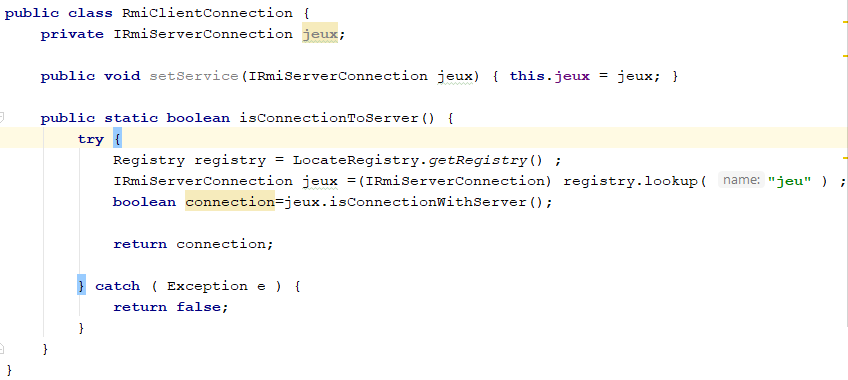 public class RmiClientConnection {
    private IRmiServerConnection jeux;

    public void setService(IRmiServerConnection jeux) { this.jeux = jeux; }

    public static boolean isConnectionToServer() {
        try {
            Registry registry = LocateRegistry.getRegistry() ;
            IRmiServerConnection jeux =(IRmiServerConnection) registry.lookup( name: "jeu" ) ;
            boolean connection=jeux.isConnectionWithServer();

            return connection;

        } catch ( Exception e ) {
            return false;
        }
    }
}